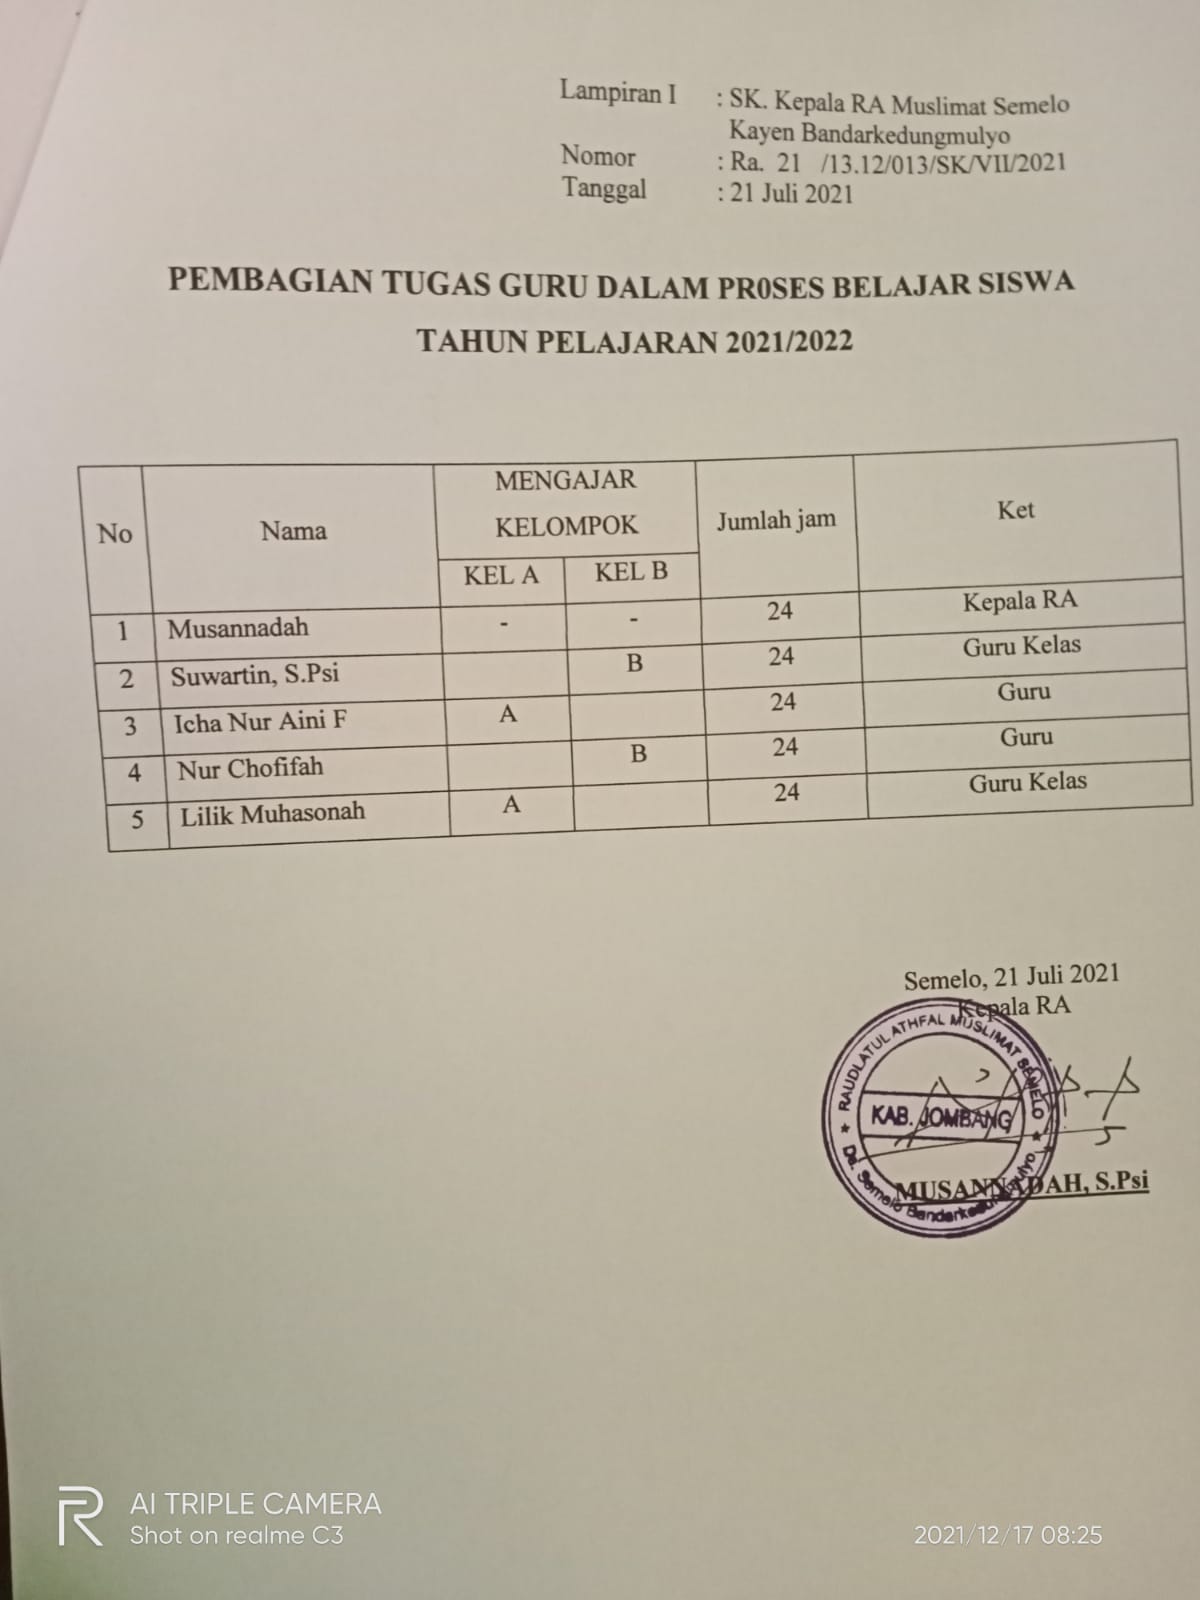 Lampiran I : SK. Kepala RA Muslimat Semelo
Kayen Bandarkedungmulyo
Nomor : Ra. 21 /13.12/013/SK/VII/2021
Tanggal : 21 Juli 2021
PEMBAGIAN TUGAS GURU DALAM PR0SES BELAJAR SISWA
TAHUN PELAJARAN 2021/2022
No Nama MENGAJAR KELOMPOK Jumlah jam Ket
KEL A KEL B
1 Musannadah - - 24 Kepala RA
2 Suwartin, S.Psi B 24 Guru Kelas
3 Icha Nur Aini F A 24 Guru
4 Nur Chofifah B 24 Guru
5 Lilik Muhasonah A 24 Guru Kelas
Semelo, 21 Juli 2021
Kepala RA
RAUDLATUL ATHFAL MUSLIMAT SEMELO
KAB. JOMBANG
Ds. Semelo Bandarkedungmulyo
MUSANNADAH, S.Psi
AI TRIPLE CAMERA
Shot on realme C3
2021/12/17 08:25